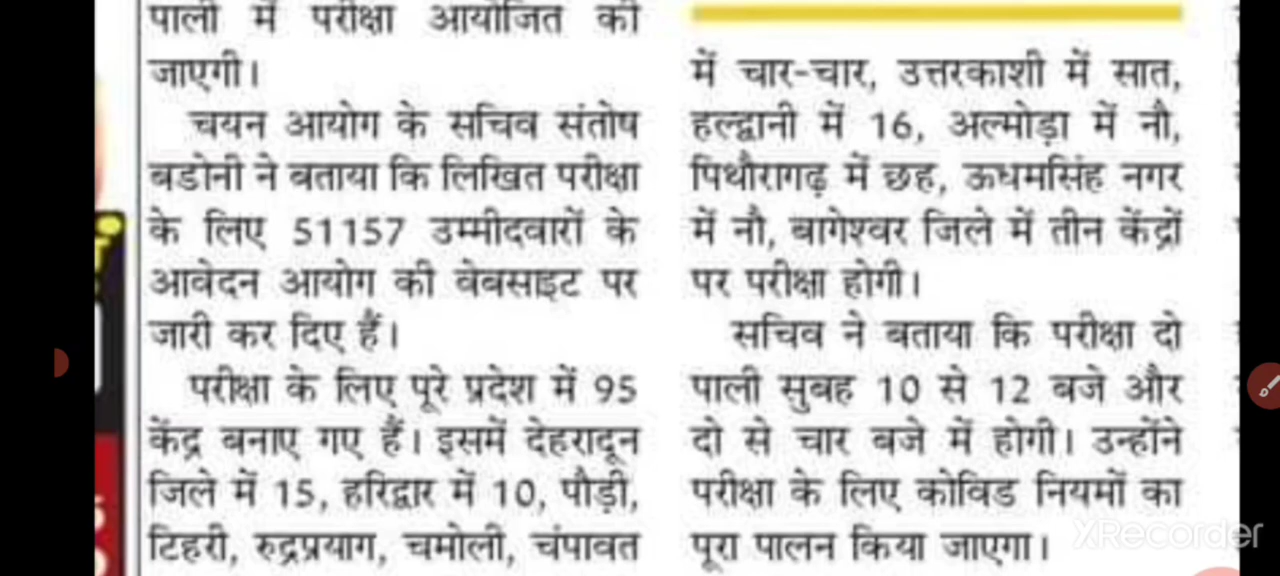 पाली में परीक्षा आयोजित की
जाएगी।
चयन आयोग के सचिव संतोष
बडोनी ने बताया कि लिखित परीक्षा
के लिए 51157 उम्मीदवारों के
आवेदन आयोग की वेबसाइट पर
जारी कर दिए हैं।
परीक्षा के लिए पूरे प्रदेश में 95
केंद्र बनाए गए हैं। इसमें देहरादून
जिले में 15, हरिद्वार में 10, पौड़ी,
टिहरी, रुद्रप्रयाग, चमोली, चंपावत
में चार-चार, उत्तरकाशी में सात,
हल्द्वानी में 16, अल्मोड़ा में नौ,
पिथौरागढ़ में छह, ऊधमसिंह नगर
में नौ, बागेश्वर जिले में तीन केंद्रों
पर परीक्षा होगी।
सचिव ने बताया कि परीक्षा दो
पाली सुबह 10 से 12 बजे और
दो से चार बजे में होगी। उन्होंने
परीक्षा के लिए कोविड नियमों का
पूरा पालन किया जाएगा।
XRecorder